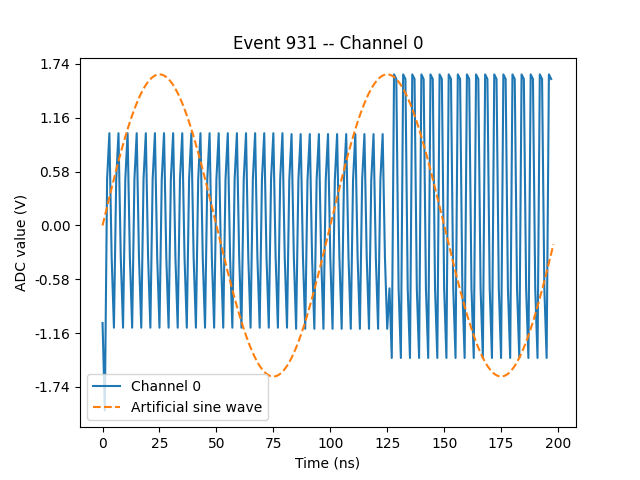 Event 931 -- Channel 0
ADC value (V)
1.74
1.16
0.58
0.00
-0.58
-1.16
-1.74
Channel 0
Artificial sine wave
0 25 50 75 100 125 150 175 200
Time (ns)